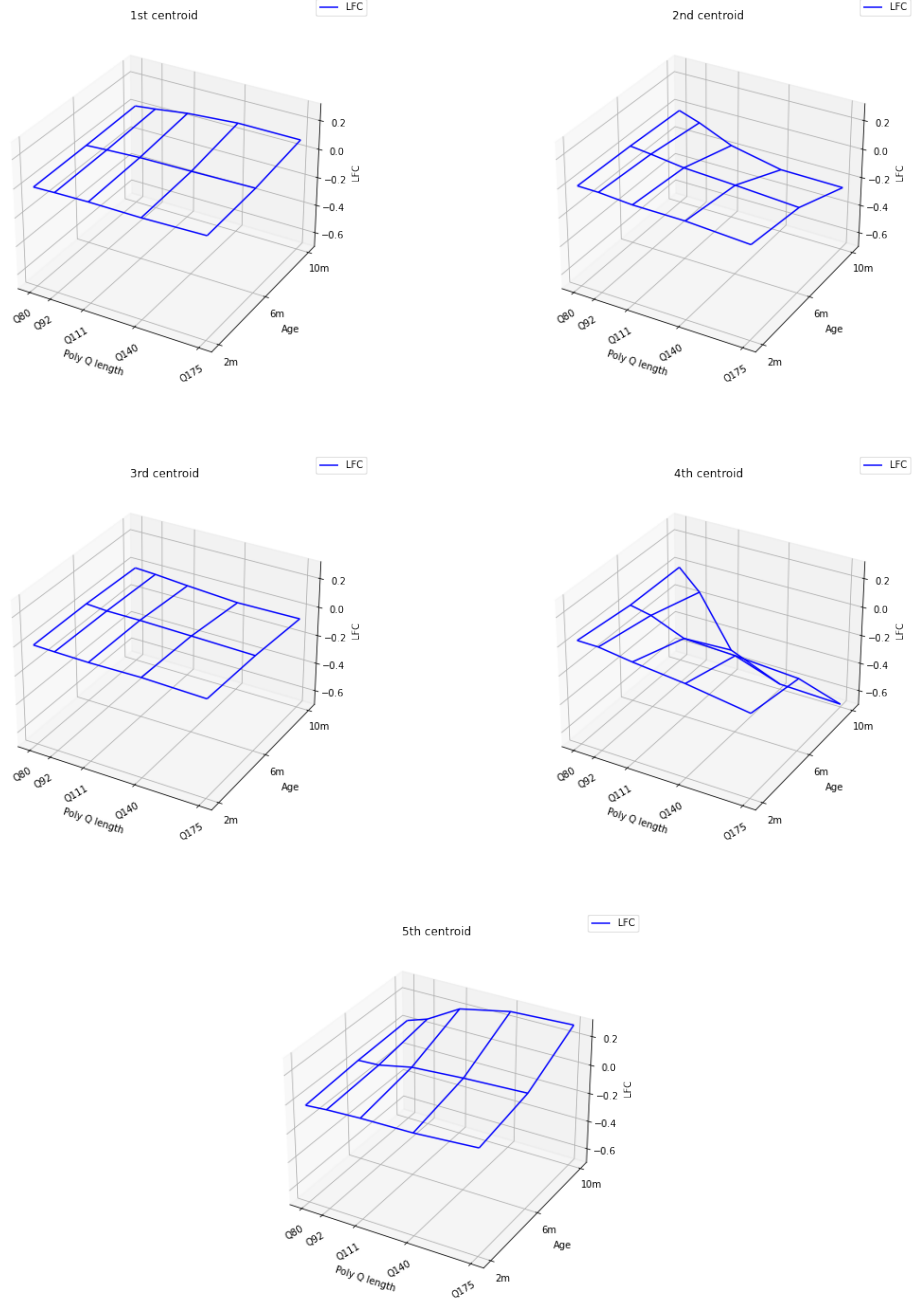 1st centroid
LFC
0.2
0.0
−0.2
−0.4
−0.6
LFC
10m
6m
2m
Age
Q80
Q92
Q111
Q140
Q175
Poly Q length
2nd centroid
LFC
0.2
0.0
−0.2
−0.4
−0.6
LFC
10m
6m
2m
Age
Q80
Q92
Q111
Q140
Q175
Poly Q length
3rd centroid
LFC
0.2
0.0
−0.2
−0.4
−0.6
LFC
10m
6m
2m
Age
Q80
Q92
Q111
Q140
Q175
Poly Q length
4th centroid
LFC
0.2
0.0
−0.2
−0.4
−0.6
LFC
10m
6m
2m
Age
Q80
Q92
Q111
Q140
Q175
Poly Q length
5th centroid
LFC
0.2
0.0
−0.2
−0.4
−0.6
LFC
10m
6m
2m
Age
Q80
Q92
Q111
Q140
Q175
Poly Q length